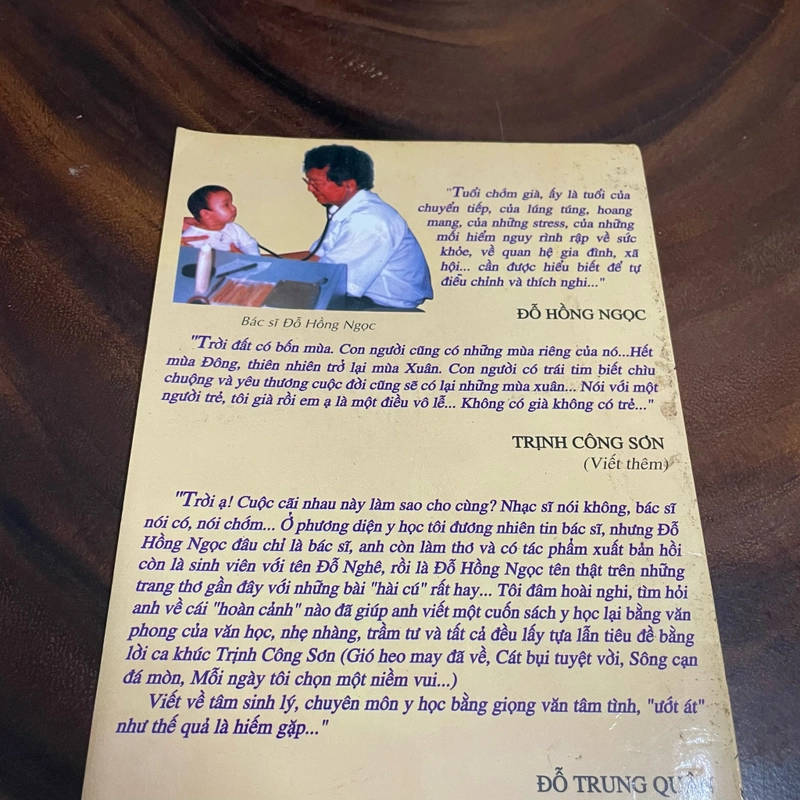 "Tuổi chớm già, ấy là tuổi của
chuyển tiếp, của lúng túng, hoang
mang, của những stress, của những
mối hiểm nguy rình rập về sức
khỏe, về quan hệ gia đình, xã
hội... cần được hiểu biết để tự
điều chỉnh và thích nghi..."
ĐỖ HỒNG NGỌC
Bác sĩ Đỗ Hồng Ngọc
"Trời đất có bốn mùa. Con người cũng có những mùa riêng của nó...Hết
mùa Đông, thiên nhiên trở lại mùa Xuân. Con người có trái tim biết chìu
chuộng và yêu thương cuộc đời cũng sẽ có lại những mùa xuân... Nói với một
người trẻ, tôi già rồi em ạ là một điều vô lễ... Không có già không có trẻ..."
TRỊNH CÔNG SƠN
(Viết thêm)
"Trời ạ! Cuộc cãi nhau này làm sao cho cùng? Nhạc sĩ nói không, bác sĩ
nói có, nói chớm... Ở phương diện y học tôi đương nhiên tin bác sĩ, nhưng Đỗ
Hồng Ngọc đâu chỉ là bác sĩ, anh còn làm thơ và có tác phẩm xuất bản hồi
còn là sinh viên với tên Đỗ Nghê, rồi là Đỗ Hồng Ngọc tên thật trên những
trang thơ gần đây với những bài "hài cú" rất hay... Tôi đâm hoài nghi, tìm hỏi
anh về cái "hoàn cảnh" nào đã giúp anh viết một cuốn sách y học lại bằng văn
phong của văn học, nhẹ nhàng, trầm tư và tất cả đều lấy tựa lẫn tiêu đề bằng
lời ca khúc Trịnh Công Sơn (Gió heo may đã về, Cát bụi tuyệt vời, Sông cạn
đá mòn, Mỗi ngày tôi chọn một niềm vui...)
Viết về tâm sinh lý, chuyên môn y học bằng giọng văn tâm tình, "ướt át"
như thế quả là hiếm gặp..."
ĐỖ TRUNG QUÂN